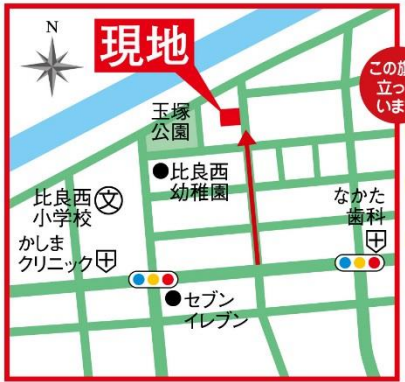 N
現地
この旗
立っ
いま
玉塚
公園
比良西
幼稚園
比良西
小学校
文
かしま
クリニック
なかた
歯科
セブン
イレブン